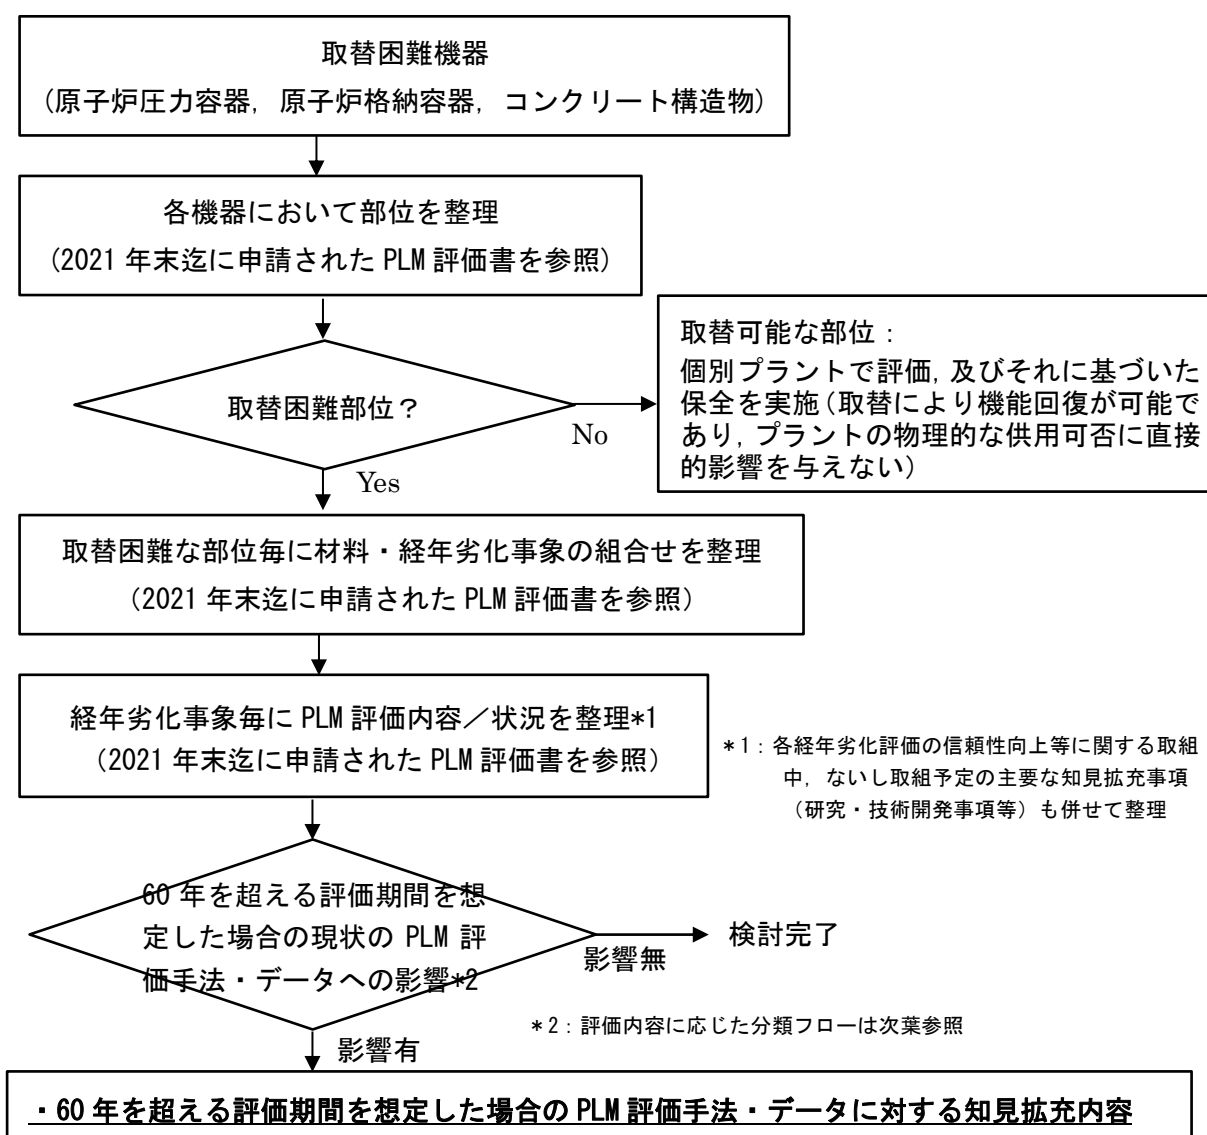 取替困難機器
(原子炉圧力容器, 原子炉格納容器, コンクリート構造物)
各機器において部位を整理
(2021年末迄に申請されたPLM評価書を参照)
取替困難部位？
No
取替可能な部位：
個別プラントで評価, 及びそれに基づいた
保全を実施(取替により機能回復が可能で
あり, プラントの物理的な供用可否に直接
的影響を与えない)
Yes
取替困難な部位毎に材料・経年劣化事象の組合せを整理
(2021年末迄に申請されたPLM評価書を参照)
経年劣化事象毎にPLM評価内容／状況を整理*1
(2021年末迄に申請されたPLM評価書を参照)
*1：各経年劣化評価の信頼性向上等に関する取組
中, ないし取組予定の主要な知見拡充事項
(研究・技術開発事項等) も併せて整理
60年を超える評価期間を想
定した場合の現状の PLM 評
価手法・データへの影響*2
影響無
検討完了
*2：評価内容に応じた分類フローは次葉参照
影響有
・60年を超える評価期間を想定した場合のPLM評価手法・データに対する知見拡充内容